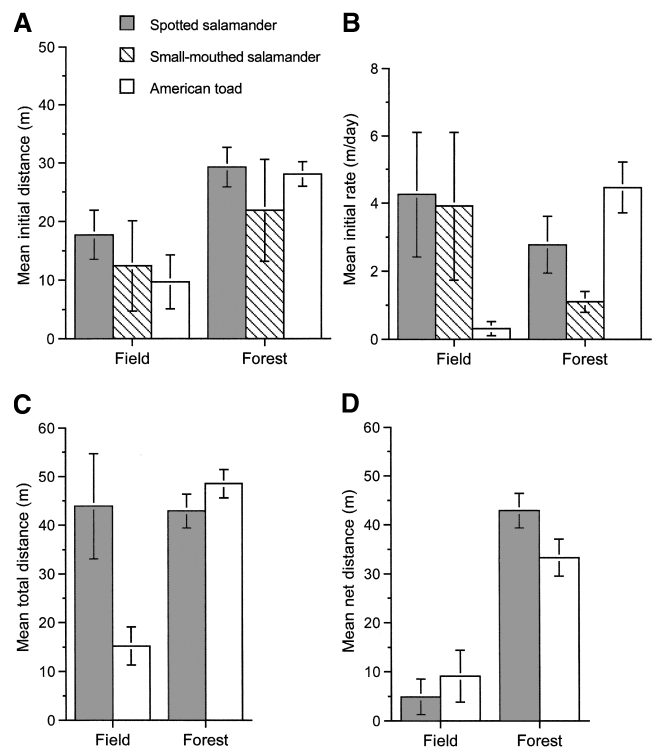 A
Spotted salamander
Small-mouthed salamander
American toad
Mean initial distance (m)
50
40
30
20
10
0
Field
Forest
B
Mean initial rate (m/day)
8
6
4
2
0
Field
Forest
C
Mean total distance (m)
60
50
40
30
20
10
0
Field
Forest
D
Mean net distance (m)
60
50
40
30
20
10
0
Field
Forest